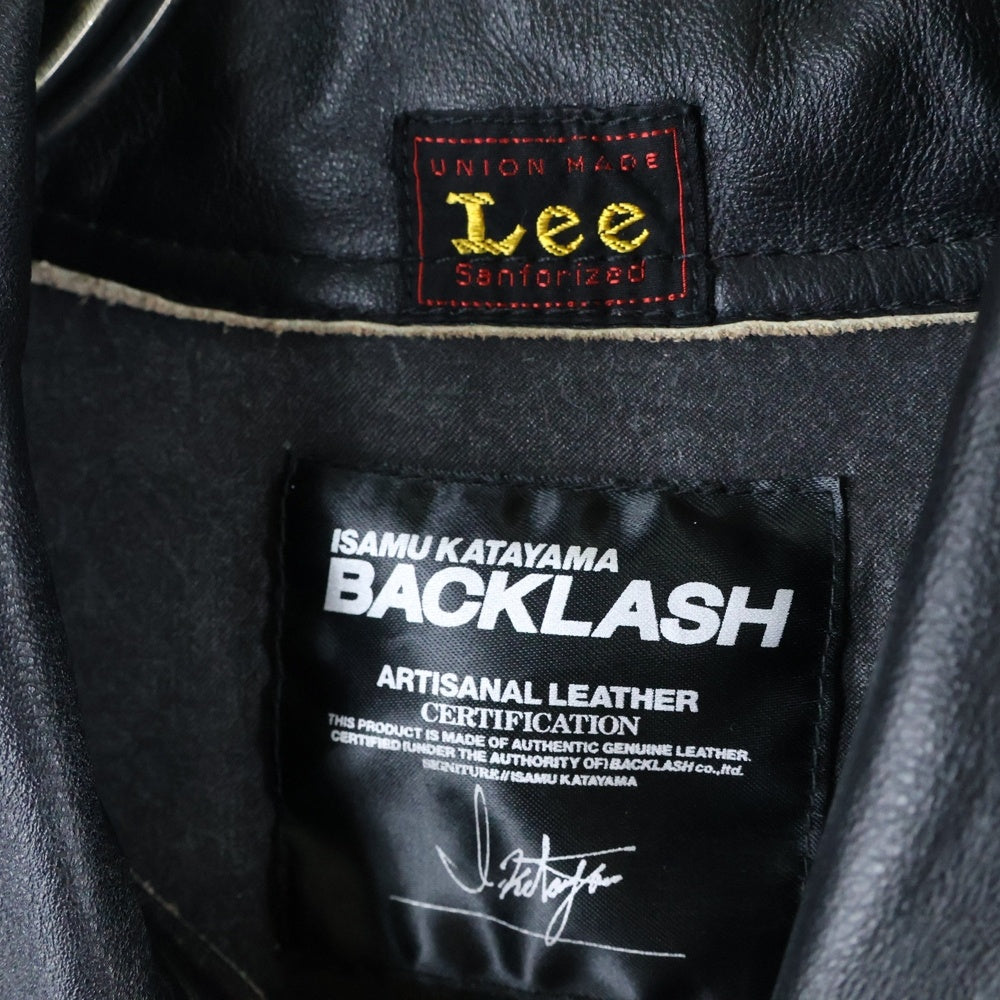 UNION MADE
Lee
Sanforized
ISAMU KATAYAMA
BACKLASH
ARTISANAL LEATHER
CERTIFICATION
THIS PRODUCT IS MADE OF AUTHENTIC GENUINE LEATHER.
CERTIFIED (UNDER THE AUTHORITY OF) BACKLASH co.,ltd.
SIGNITURE//ISAMU KATAYAMA
I. Katayama